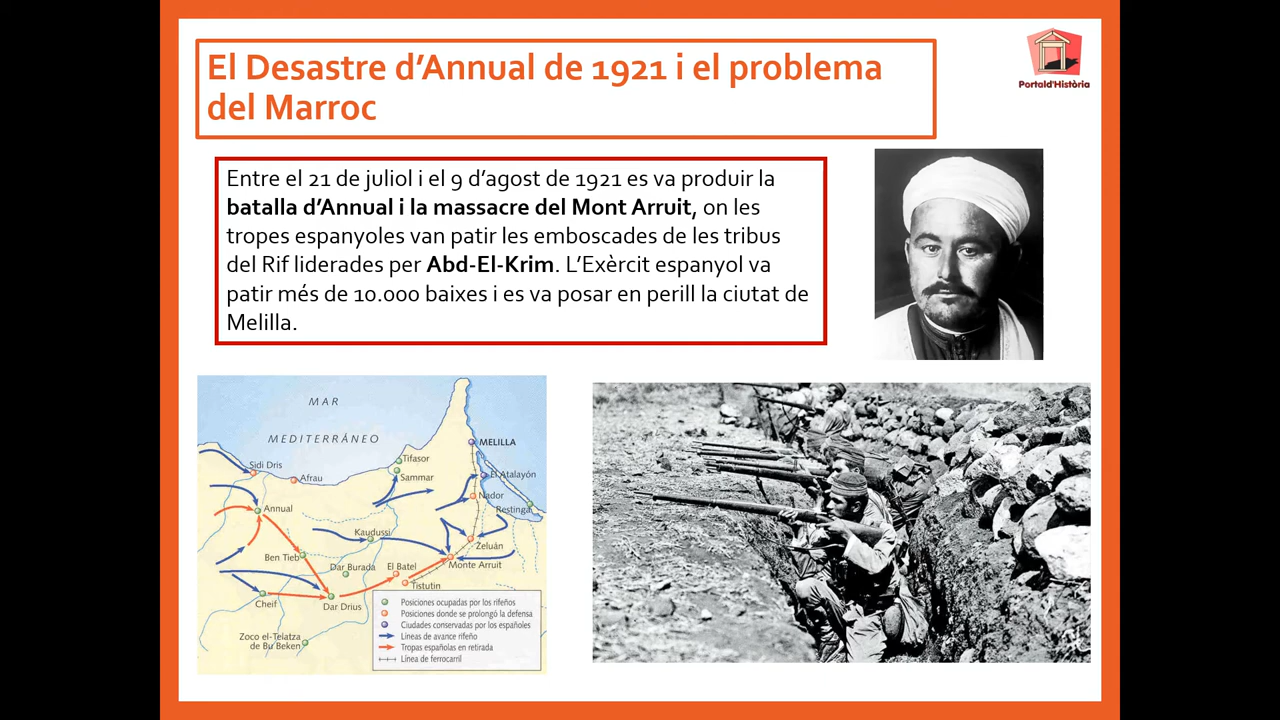 El Desastre d'Annual de 1921 i el problema
del Marroc
Portald'Història
Entre el 21 de juliol i el 9 d'agost de 1921 es va produir la
batalla d'Annual i la massacre del Mont Arruit, on les
tropes espanyoles van patir les emboscades de les tribus
del Rif liderades per Abd-El-Krim. L'Exèrcit espanyol va
patir més de 10.000 baixes i es va posar en perill la ciutat de
Melilla.
MAR
MEDITERRÁNEO
MELILLA
Tifasor
Sidi Dris
El Atalayón
Afrau
Sammar
Nador
Annual
Restinga
Kaudussi
Zeluán
Ben Tieb
Dar Burada
El Batel
Monte Arruit
Tistutin
Cheif
Dar Drius
Zoco el-Telatza
de Bu Beken
Posiciones ocupadas por los rifeños
Posiciones donde se prolongó la defensa
Ciudades conservadas por los españoles
Líneas de avance rifeño
Tropas españolas en retirada
Línea de ferrocarril